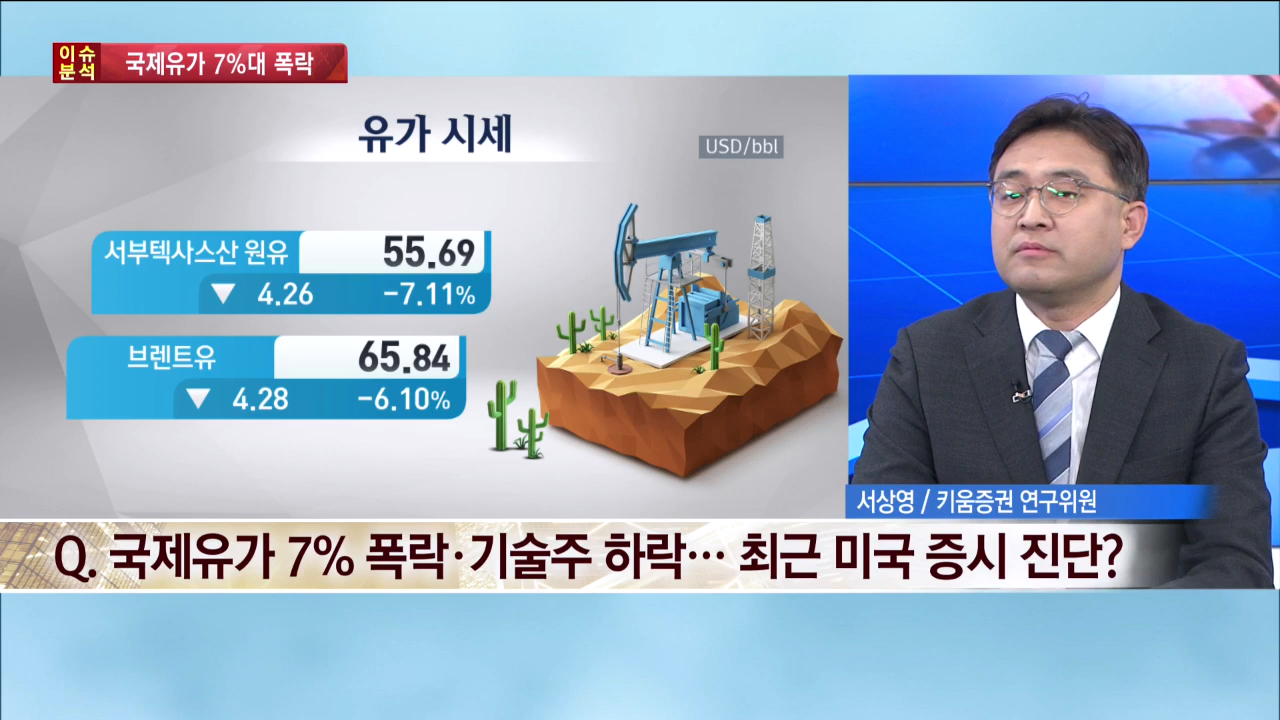 이슈
분석
국제유가 7%대 폭락
유가 시세
USD/bbl
서부텍사스산 원유 55.69
▼ 4.26 -7.11%
브렌트유 65.84
▼ 4.28 -6.10%
서상영 / 키움증권 연구위원
Q. 국제유가 7% 폭락·기술주 하락… 최근 미국 증시 진단?